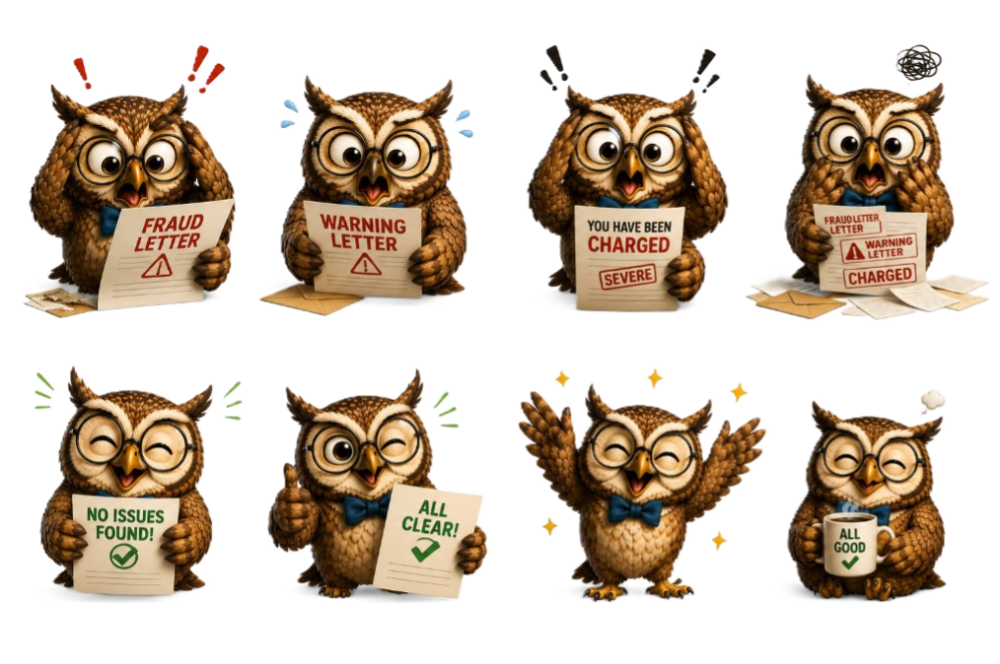 FRAUD
LETTER
WARNING
LETTER
YOU HAVE BEEN
CHARGED
SEVERE
FRAUD LETTER
LETTER
WARNING
LETTER
CHARGED
NO ISSUES
FOUND!
ALL
CLEAR!
ALL
GOOD